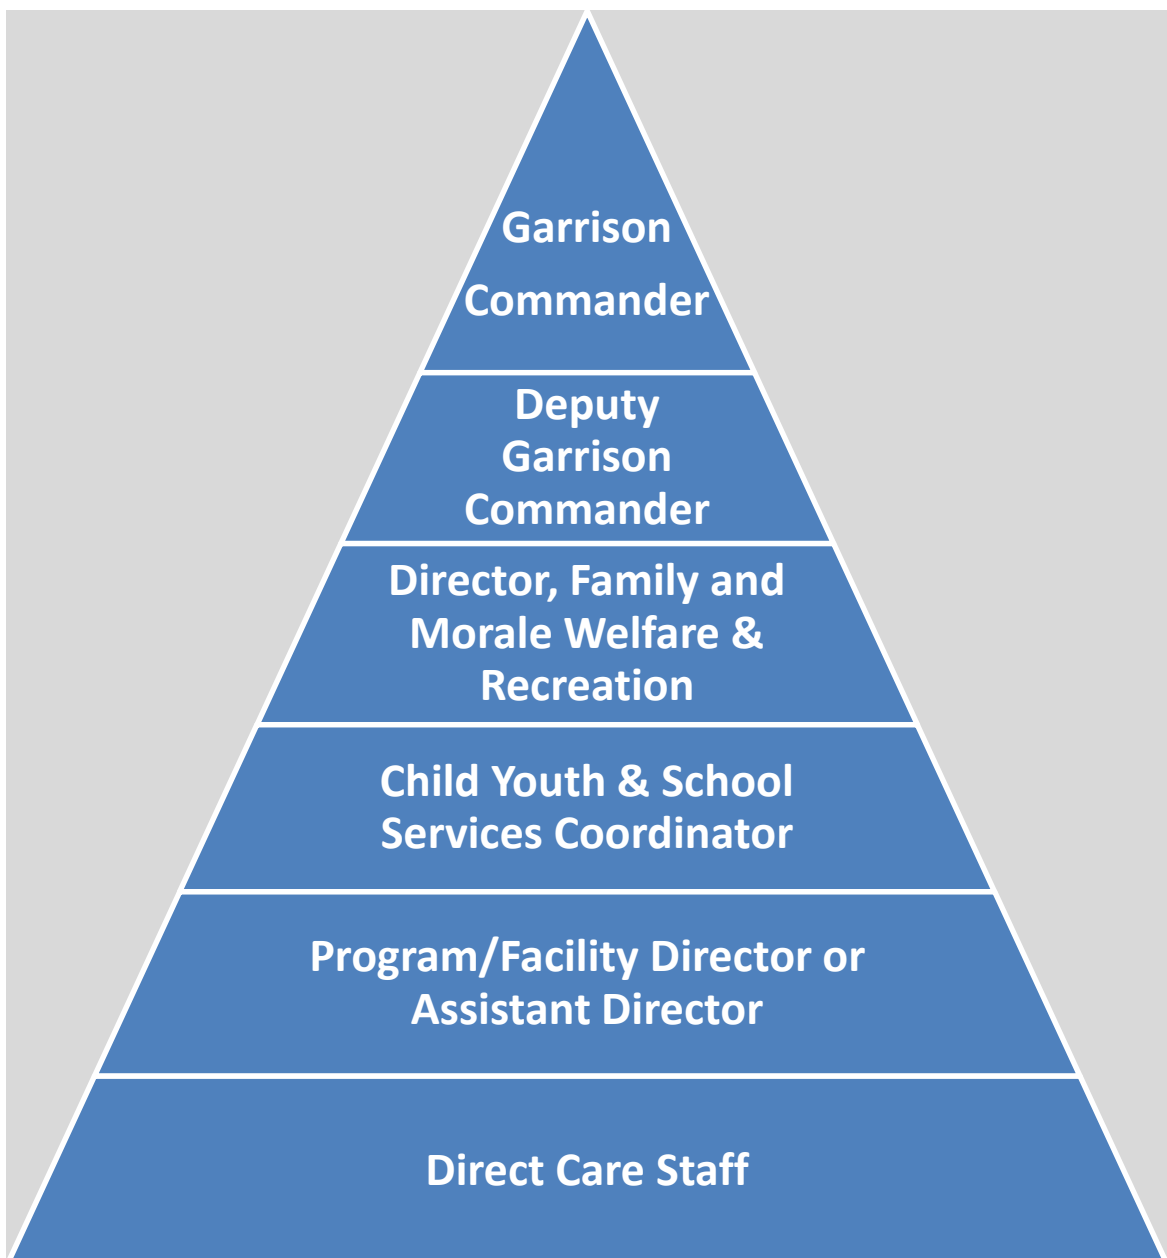 Garrison
Commander
Deputy
Garrison
Commander
Director, Family and
Morale Welfare &
Recreation
Child Youth & School
Services Coordinator
Program/Facility Director or
Assistant Director
Direct Care Staff